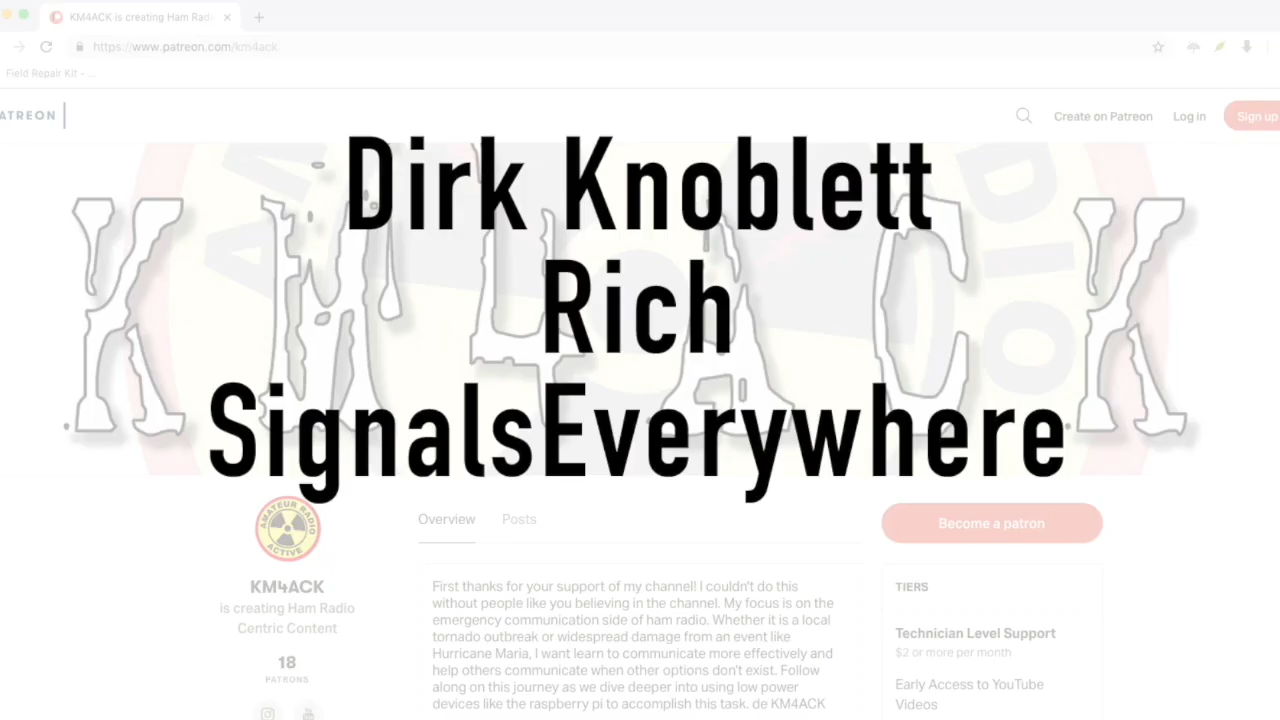 KM4ACK is creating Ham Radi
https://www.patreon.com/km4ack
Field Repair Kit - ...
ATREON
Create on Patreon
Log in
Sign up
KM4ACK
Dirk Knoblett
Rich
SignalsEverywhere
AMATEUR RADIO
ACTIVE
Overview
Posts
Become a patron
KM4ACK
is creating Ham Radio
Centric Content
18
PATRONS
First thanks for your support of my channel! I couldn't do this
without people like you believing in the channel. My focus is on the
emergency communication side of ham radio. Whether it is a local
tornado outbreak or widespread damage from an event like
Hurricane Maria, I want learn to communicate more effectively and
help others communicate when other options don't exist. Follow
along on this journey as we dive deeper into using low power
devices like the raspberry pi to accomplish this task. de KM4ACK
TIERS
Technician Level Support
$2 or more per month
Early Access to YouTube
Videos